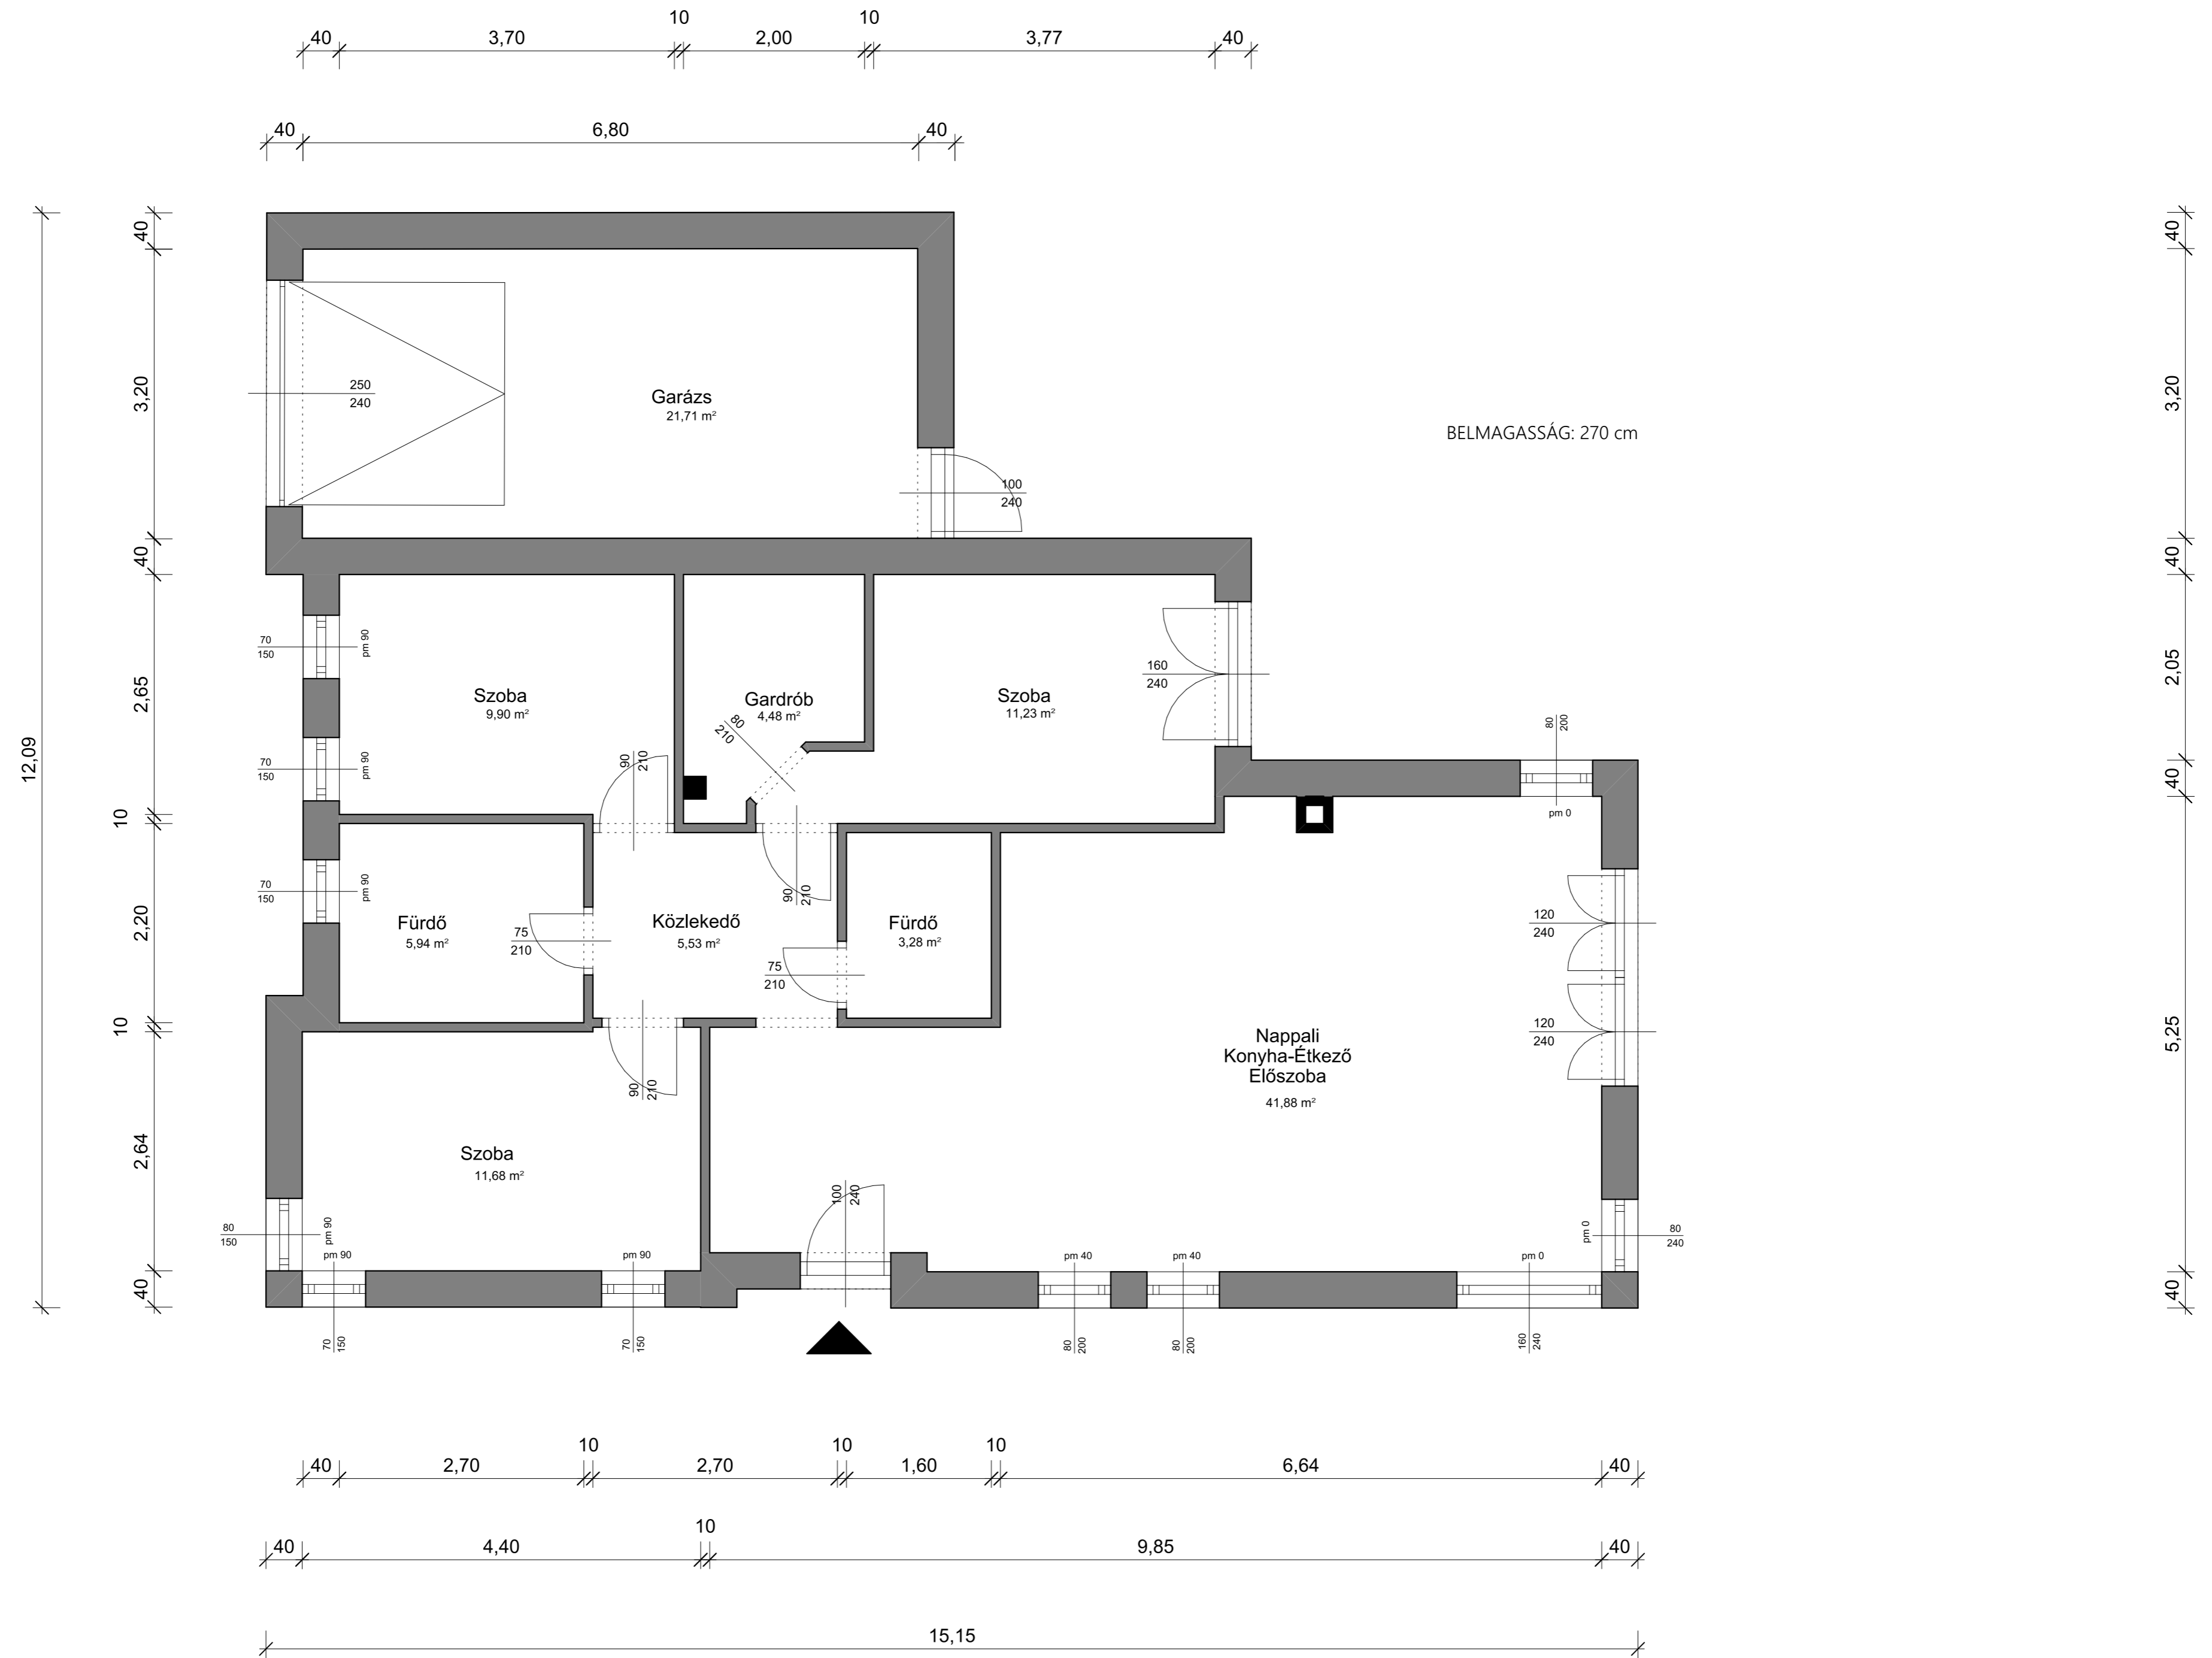 10 10
40 3,70 2,00 3,77 40
40 6,80 40
40
40
250
240
3,20
3,20
Garázs
21,71 m²
BELMAGASSÁG: 270 cm
100
240
40
40
70
150
pm 90
2,65
Szoba
9,90 m²
Gardrób
4,48 m²
80
210
Szoba
11,23 m²
160
240
2,05
12,09
70
150
pm 90
90
210
80
200
pm 0
40
10
70
150
pm 90
90
210
2,20
Fürdő
5,94 m²
75
210
Közlekedő
5,53 m²
75
210
Fürdő
3,28 m²
120
240
120
240
10
Nappali
Konyha-Étkező
Előszoba
41,88 m²
5,25
90
210
2,64
Szoba
11,68 m²
100
240
80
150
pm 90
pm 0
80
240
pm 90
pm 90
pm 40
pm 40
pm 0
40
40
70
150
70
150
80
200
80
200
160
240
10 10 10
40 2,70 2,70 1,60 6,64 40
10
40 4,40 9,85 40
15,15